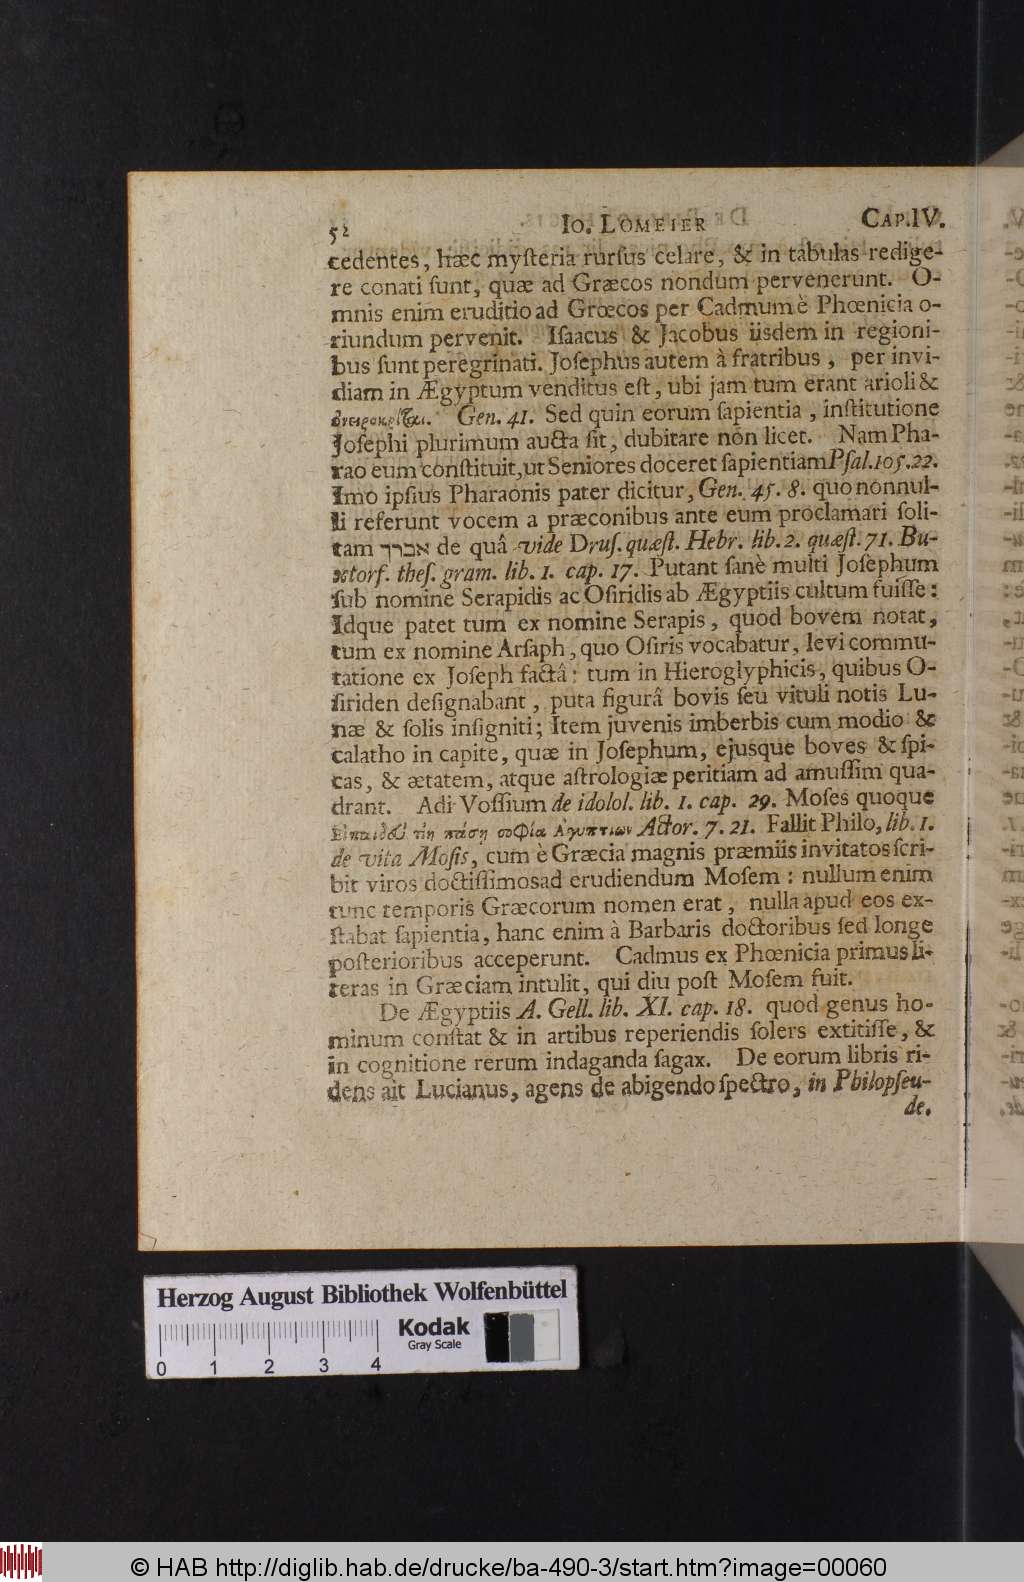 52 Io. Lomeier Cap.IV.
cedentes, hæc myſteria rurſus celare, & in tabulas redige-
re conati ſunt, quæ ad Græcos nondum pervenerunt. O-
mnis enim eruditio ad Grœcos per Cadmum è Phœnicia o-
riundum pervenit. Iſaacus & Jacobus iisdem in regioni-
bus ſunt peregrinati. Joſephus autem à fratribus, per invi-
diam in Ægyptum venditus eſt, ubi jam tum erant arioli &
ὀνειροκρίται. Gen. 41. Sed quin eorum ſapientia, inſtitutione
Joſephi plurimum aucta ſit, dubitare non licet. Nam Pha-
rao eum conſtituit, ut Seniores doceret ſapientiam Pſal. 105. 22.
Imo ipſius Pharaonis pater dicitur, Gen. 45. 8. quo nonnul-
li referunt vocem a præconibus ante eum proclamari ſoli-
tam אברך de quâ vide Druſ. quæſt. Hebr. lib. 2. quæſt. 71. Bu-
xtorf. theſ. gram. lib. 1. cap. 17. Putant ſanè multi Joſephum
ſub nomine Serapidis ac Oſiridis ab Ægyptiis cultum fuiſſe:
Idque patet tum ex nomine Serapis, quod bovem notat,
tum ex nomine Arſaph, quo Oſiris vocabatur, levi commu-
tatione ex Joſeph factâ: tum in Hieroglyphicis, quibus O-
ſiriden deſignabant, puta figurâ bovis ſeu vituli notis Lu-
næ & ſolis inſigniti; Item juvenis imberbis cum modio &
calatho in capite, quæ in Joſephum, ejusque boves & ſpi-
cas, & ætatem, atque aſtrologiæ peritiam ad amuſſim qua-
drant. Adi Voſſium de idolol. lib. 1. cap. 29. Moſes quoque
πάση σοφία Actor. 7. 21. Fallit Philo, lib. 1.
de vita Moſis, cum è Græcia magnis præmiis invitatos ſcri-
bit viros doctiſſimos ad erudiendum Moſem: nullum enim
tunc temporis Græcorum nomen erat, nulla apud eos ex-
ſtabat ſapientia, hanc enim à Barbaris doctoribus ſed longe
poſterioribus acceperunt. Cadmus ex Phœnicia primus li-
teras in Græciam intulit, qui diu poſt Moſem fuit.
De Ægyptiis A. Gell. lib. XI. cap. 18. quod genus ho-
minum conſtat & in artibus reperiendis ſolers extitiſſe, &
in cognitione rerum indaganda ſagax. De eorum libris ri-
dens ait Lucianus, agens de abigendo ſpectro, in Philopſeu-
de.
Herzog August Bibliothek Wolfenbüttel
Kodak
Gray Scale
0 1 2 3 4
© HAB http://diglib.hab.de/drucke/ba-490-3/start.htm?image=00060